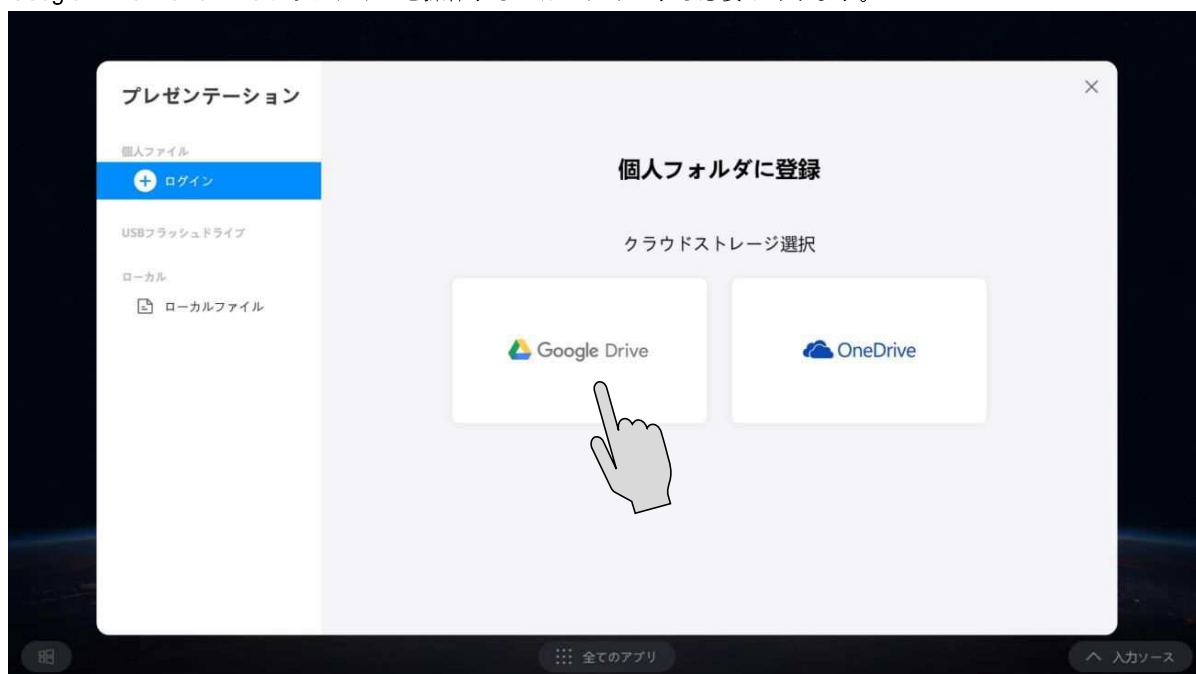 プレゼンテーション
個人ファイル
ログイン
USBフラッシュドライブ
ローカル
ローカルファイル
個人フォルダに登録
クラウドストレージ選択
Google Drive
OneDrive
全てのアプリ
入力ソース